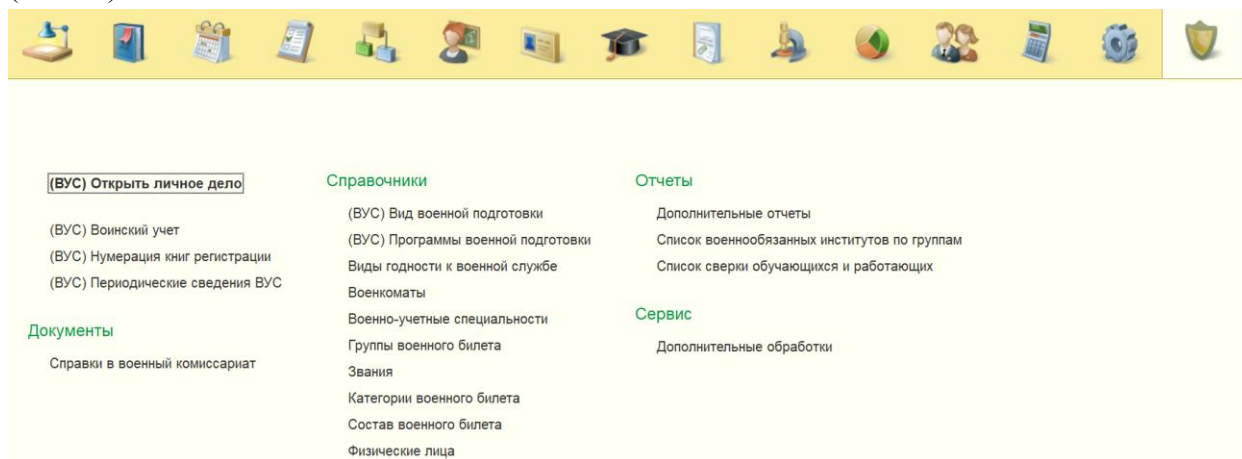 (ВУС) Открыть личное дело
(ВУС) Воинский учет
(ВУС) Нумерация книг регистрации
(ВУС) Периодические сведения ВУС
Документы
Справки в военный комиссариат
Справочники
(ВУС) Вид военной подготовки
(ВУС) Программы военной подготовки
Виды годности к военной службе
Военкоматы
Военно-учетные специальности
Группы военного билета
Звания
Категории военного билета
Состав военного билета
Физические лица
Отчеты
Дополнительные отчеты
Список военнообязанных институтов по группам
Список сверки обучающихся и работающих
Сервис
Дополнительные обработки